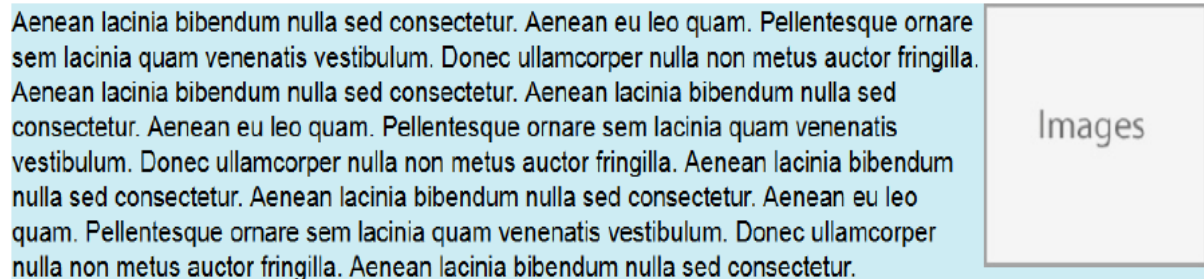 Aenean lacinia bibendum nulla sed consectetur. Aenean eu leo quam. Pellentesque ornare
sem lacinia quam venenatis vestibulum. Donec ullamcorper nulla non metus auctor fringilla.
Aenean lacinia bibendum nulla sed consectetur. Aenean lacinia bibendum nulla sed
consectetur. Aenean eu leo quam. Pellentesque ornare sem lacinia quam venenatis
vestibulum. Donec ullamcorper nulla non metus auctor fringilla. Aenean lacinia bibendum
nulla sed consectetur. Aenean lacinia bibendum nulla sed consectetur. Aenean eu leo
quam. Pellentesque ornare sem lacinia quam venenatis vestibulum. Donec ullamcorper
nulla non metus auctor fringilla. Aenean lacinia bibendum nulla sed consectetur.
Images